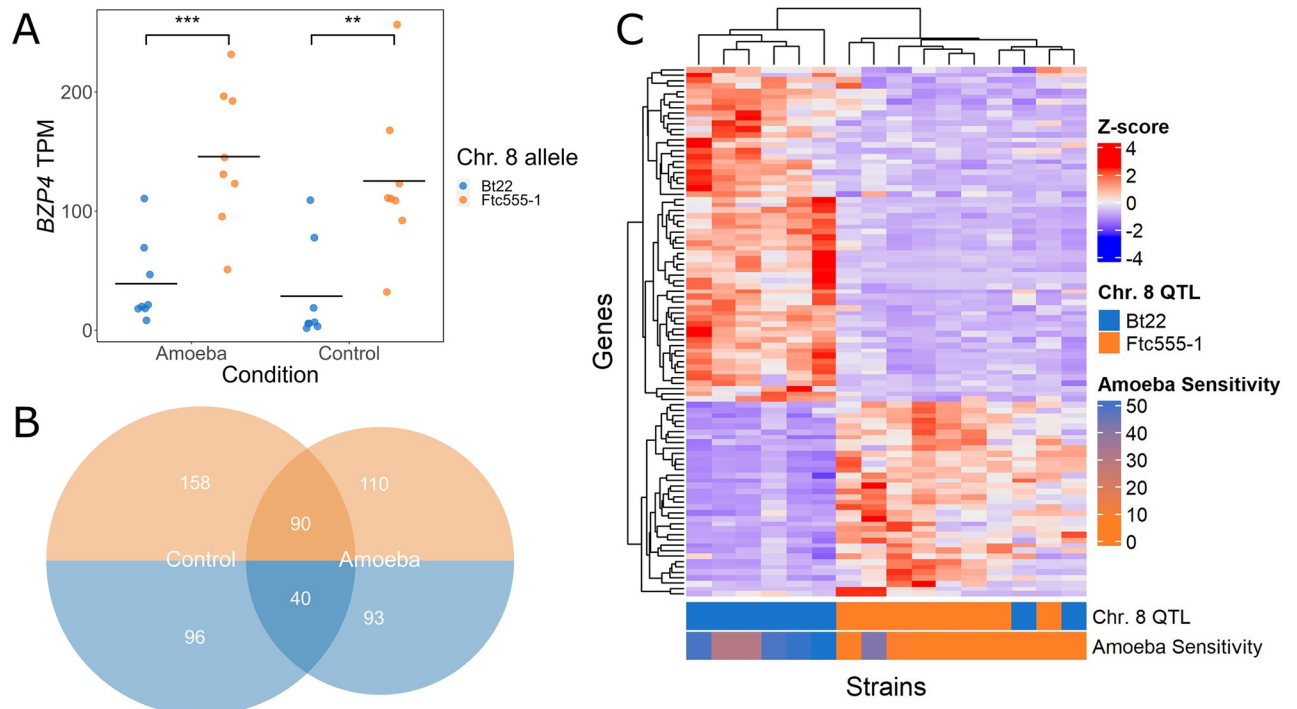 A
BZP4 TPM
200
100
0
***
**
Amoeba
Control
Condition
Chr. 8 allele
Bt22
Ftc555-1
B
158
90
110
Control
Amoeba
40
96
93
C
Genes
Z-score
4
2
0
-2
-4
Chr. 8 QTL
Bt22
Ftc555-1
Amoeba Sensitivity
50
40
30
20
10
0
Chr. 8 QTL
Amoeba Sensitivity
Strains